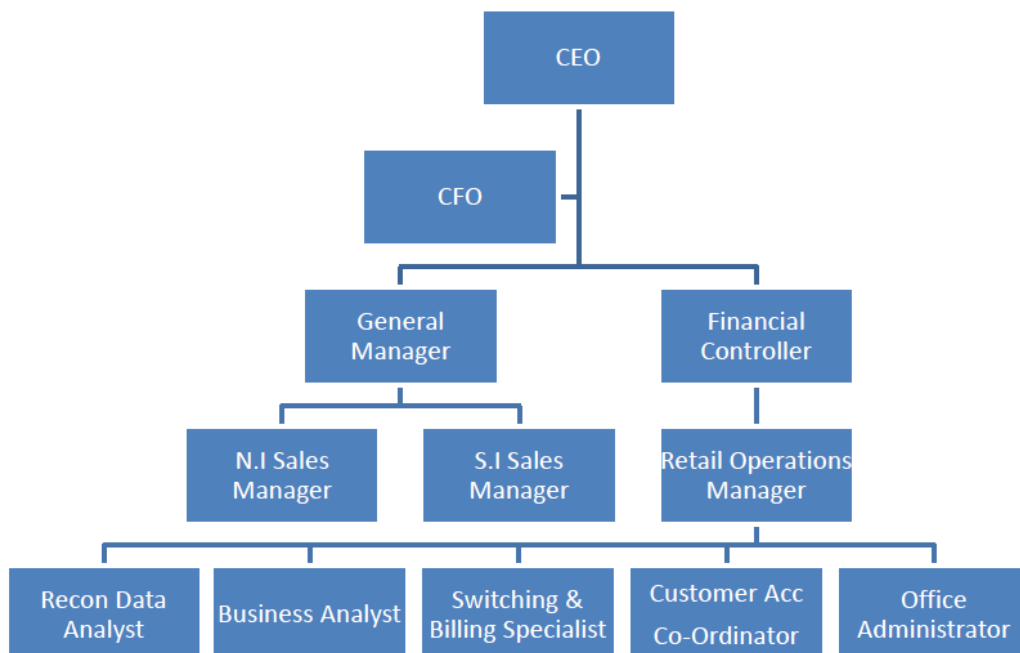 CEO
CFO
General
Manager
Financial
Controller
N.I Sales
Manager
S.I Sales
Manager
Retail Operations
Manager
Recon Data
Analyst
Business Analyst
Switching &
Billing Specialist
Customer Acc
Co-Ordinator
Office
Administrator